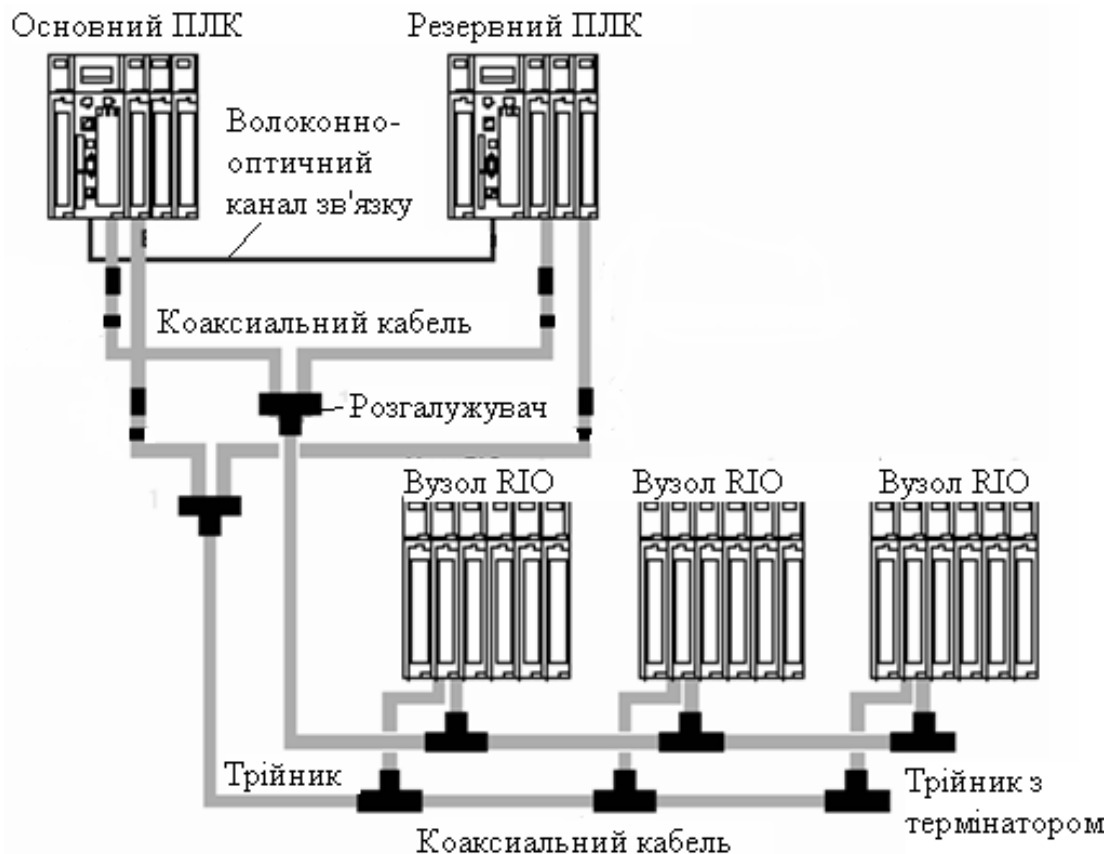 Основний ПЛК
Резервний ПЛК
Волоконно-
оптичний
канал зв'язку
Коаксиальний кабель
Розгалужувач
Вузол RIO
Вузол RIO
Вузол RIO
Трійник
Трійник з
термінатором
Коаксиальний кабель